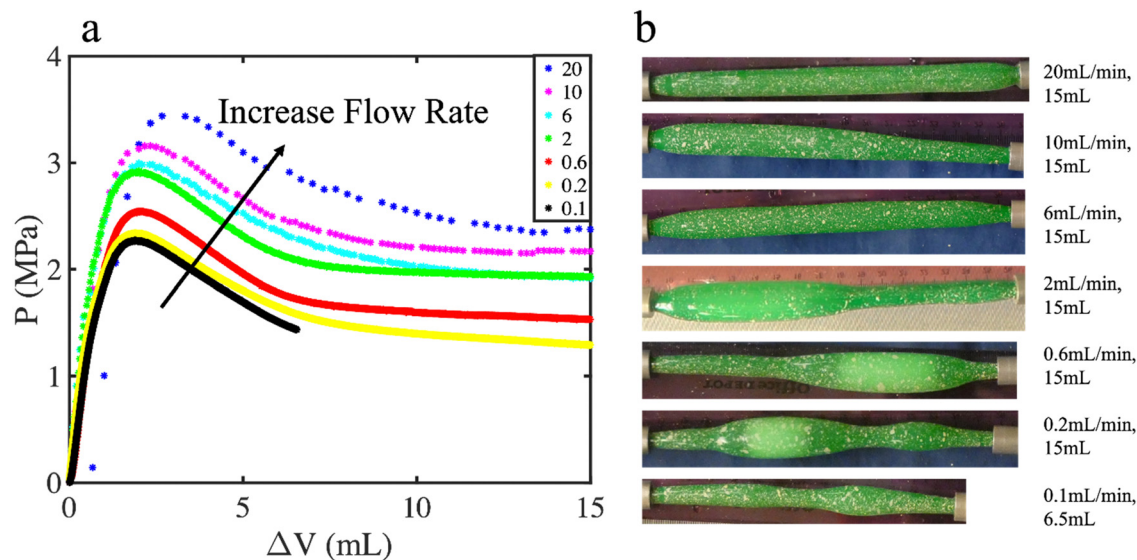 a
P (MPa)
4
3
2
1
0
0
5
10
15
ΔV (mL)
Increase Flow Rate
20
10
6
2
0.6
0.2
0.1
b
20mL/min,
15mL
10mL/min,
15mL
6mL/min,
15mL
2mL/min,
15mL
0.6mL/min,
15mL
0.2mL/min,
15mL
0.1mL/min,
6.5mL